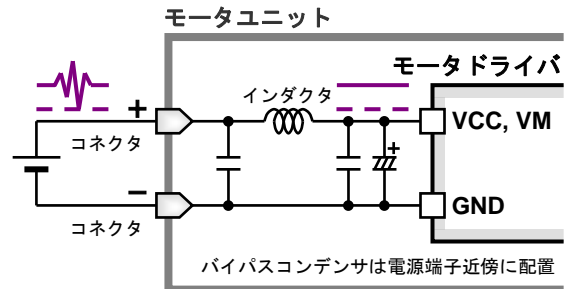 モータユニット
モータドライバ
インダクタ
+
コネクタ
VCC, VM
+
−
GND
コネクタ
バイパスコンデンサは電源端子近傍に配置